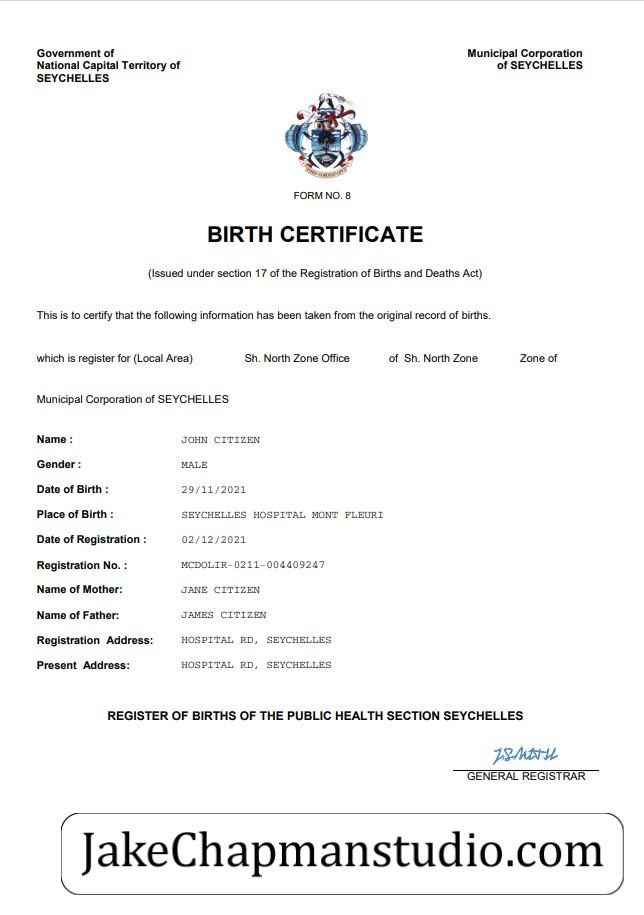 Government of
National Capital Territory of
SEYCHELLES
Municipal Corporation
of SEYCHELLES
FORM NO. 8
BIRTH CERTIFICATE
(Issued under section 17 of the Registration of Births and Deaths Act)
This is to certify that the following information has been taken from the original record of births.
which is register for (Local Area) Sh. North Zone Office of Sh. North Zone Zone of
Municipal Corporation of SEYCHELLES
Name : JOHN CITIZEN
Gender : MALE
Date of Birth : 29/11/2021
Place of Birth : SEYCHELLES HOSPITAL MONT FLEURI
Date of Registration : 02/12/2021
Registration No. : MCDOLIR-0211-004409247
Name of Mother: JANE CITIZEN
Name of Father: JAMES CITIZEN
Registration Address: HOSPITAL RD, SEYCHELLES
Present Address: HOSPITAL RD, SEYCHELLES
REGISTER OF BIRTHS OF THE PUBLIC HEALTH SECTION SEYCHELLES
GENERAL REGISTRAR
JakeChapmanstudio.com